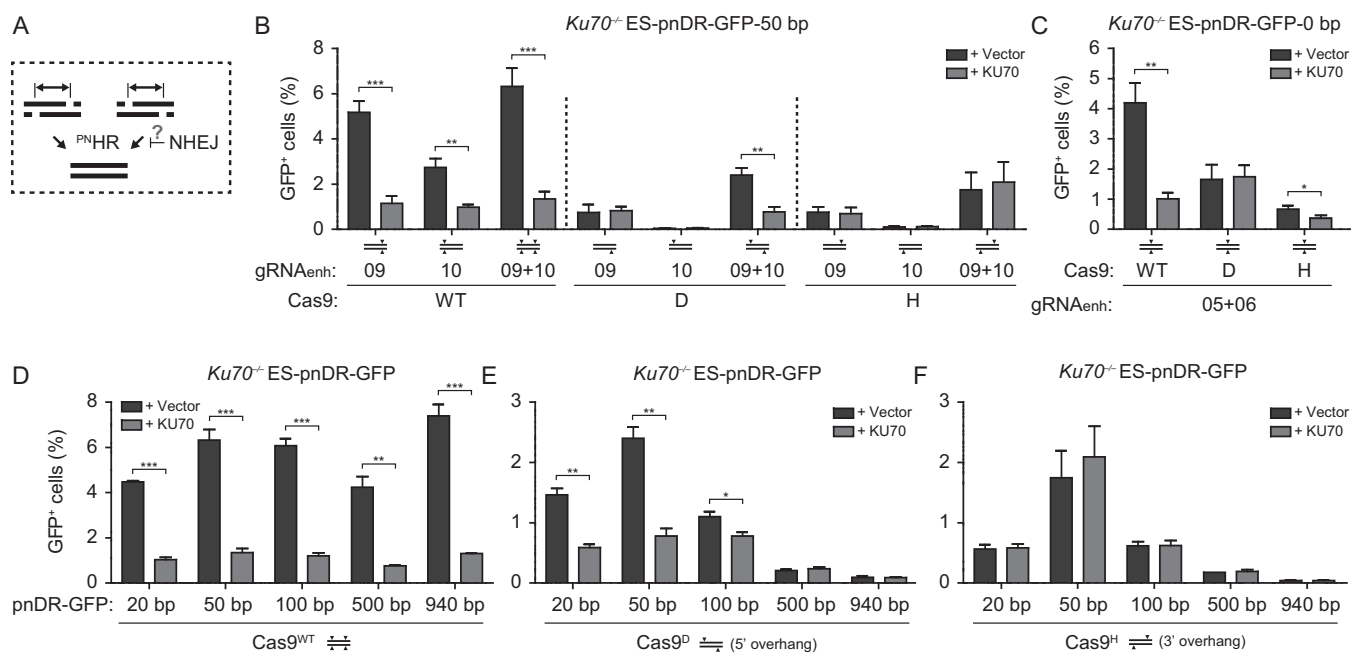 A
PNHR
?
NHEJ
B
Ku70-/- ES-pnDR-GFP-50 bp
GFP+ cells (%)
8
6
4
2
0
+ Vector
+ KU70
***
**
***
**
gRNAenh: 09 10 09+10 09 10 09+10 09 10 09+10
Cas9: WT D H
C
Ku70-/- ES-pnDR-GFP-0 bp
GFP+ cells (%)
6
5
4
3
2
1
0
+ Vector
+ KU70
**
*
Cas9: WT D H
gRNAenh: 05+06
D
Ku70-/- ES-pnDR-GFP
GFP+ cells (%)
8
6
4
2
0
+ Vector
+ KU70
***
***
***
**
***
pnDR-GFP: 20 bp 50 bp 100 bp 500 bp 940 bp
Cas9WT
E
Ku70-/- ES-pnDR-GFP
3
2
1
0
+ Vector
+ KU70
**
**
*
20 bp 50 bp 100 bp 500 bp 940 bp
Cas9D (5' overhang)
F
Ku70-/- ES-pnDR-GFP
3
2
1
0
+ Vector
+ KU70
20 bp 50 bp 100 bp 500 bp 940 bp
Cas9H (3' overhang)